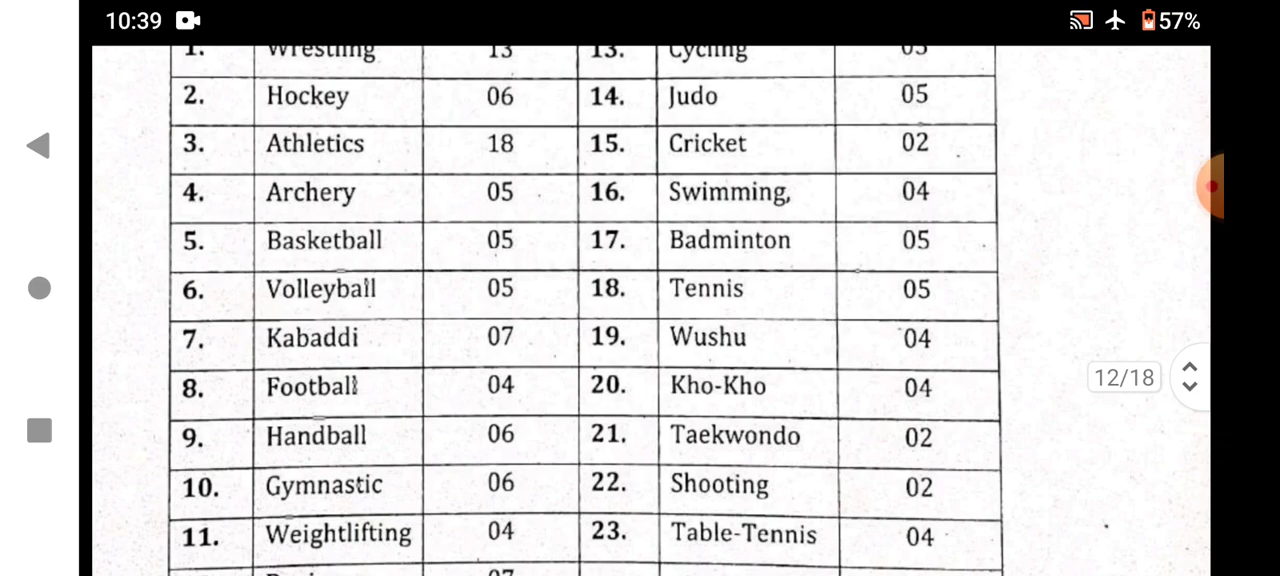 10:39 57%
1. Wrestling 13 13. Cycling 03
2. Hockey 06 14. Judo 05
3. Athletics 18 15. Cricket 02
4. Archery 05 16. Swimming, 04
5. Basketball 05 17. Badminton 05
6. Volleyball 05 18. Tennis 05
7. Kabaddi 07 19. Wushu 04
12/18
8. Football 04 20. Kho-Kho 04
9. Handball 06 21. Taekwondo 02
10. Gymnastic 06 22. Shooting 02
11. Weightlifting 04 23. Table-Tennis 04
07